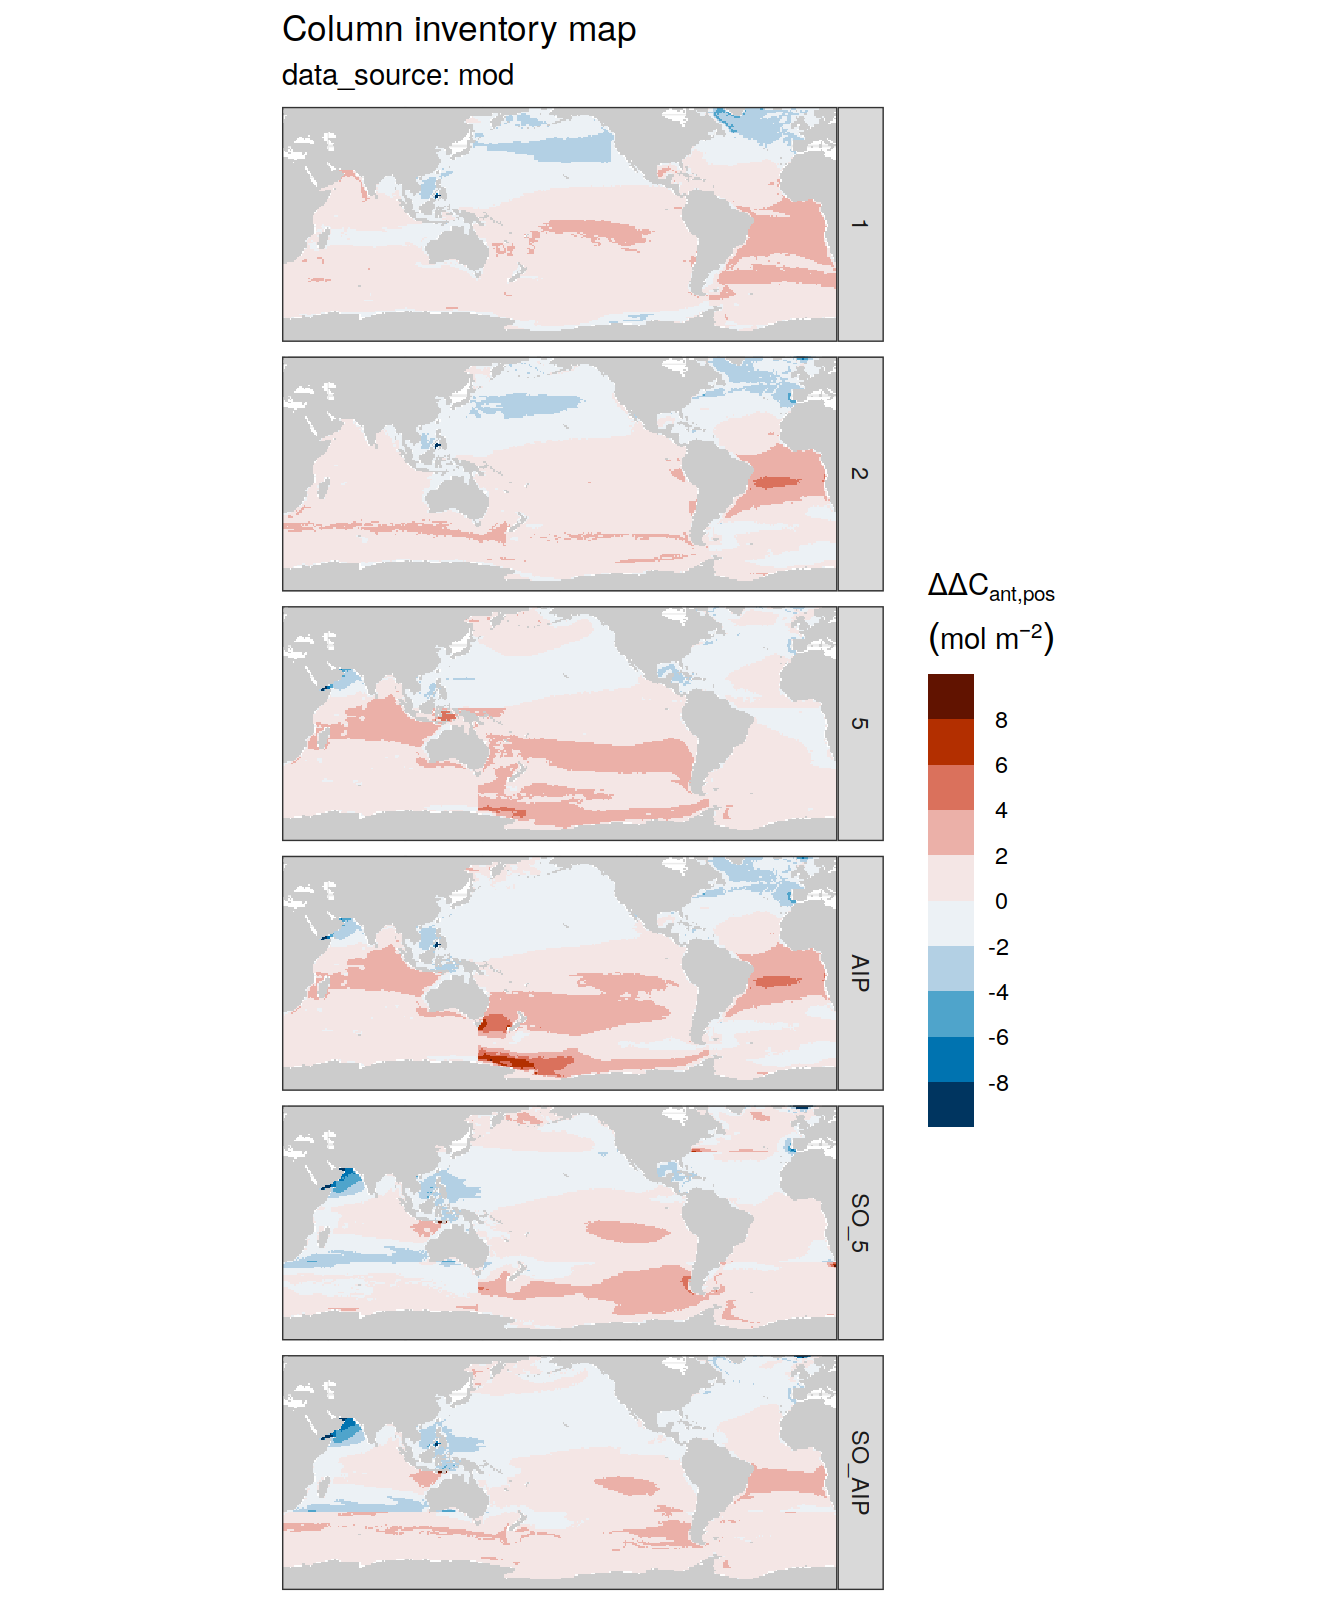 Column inventory map
data_source: mod
1
2
5
AIP
SO_5
SO_AIP
ΔΔCant,pos
(mol m−2)
8
6
4
2
0
-2
-4
-6
-8